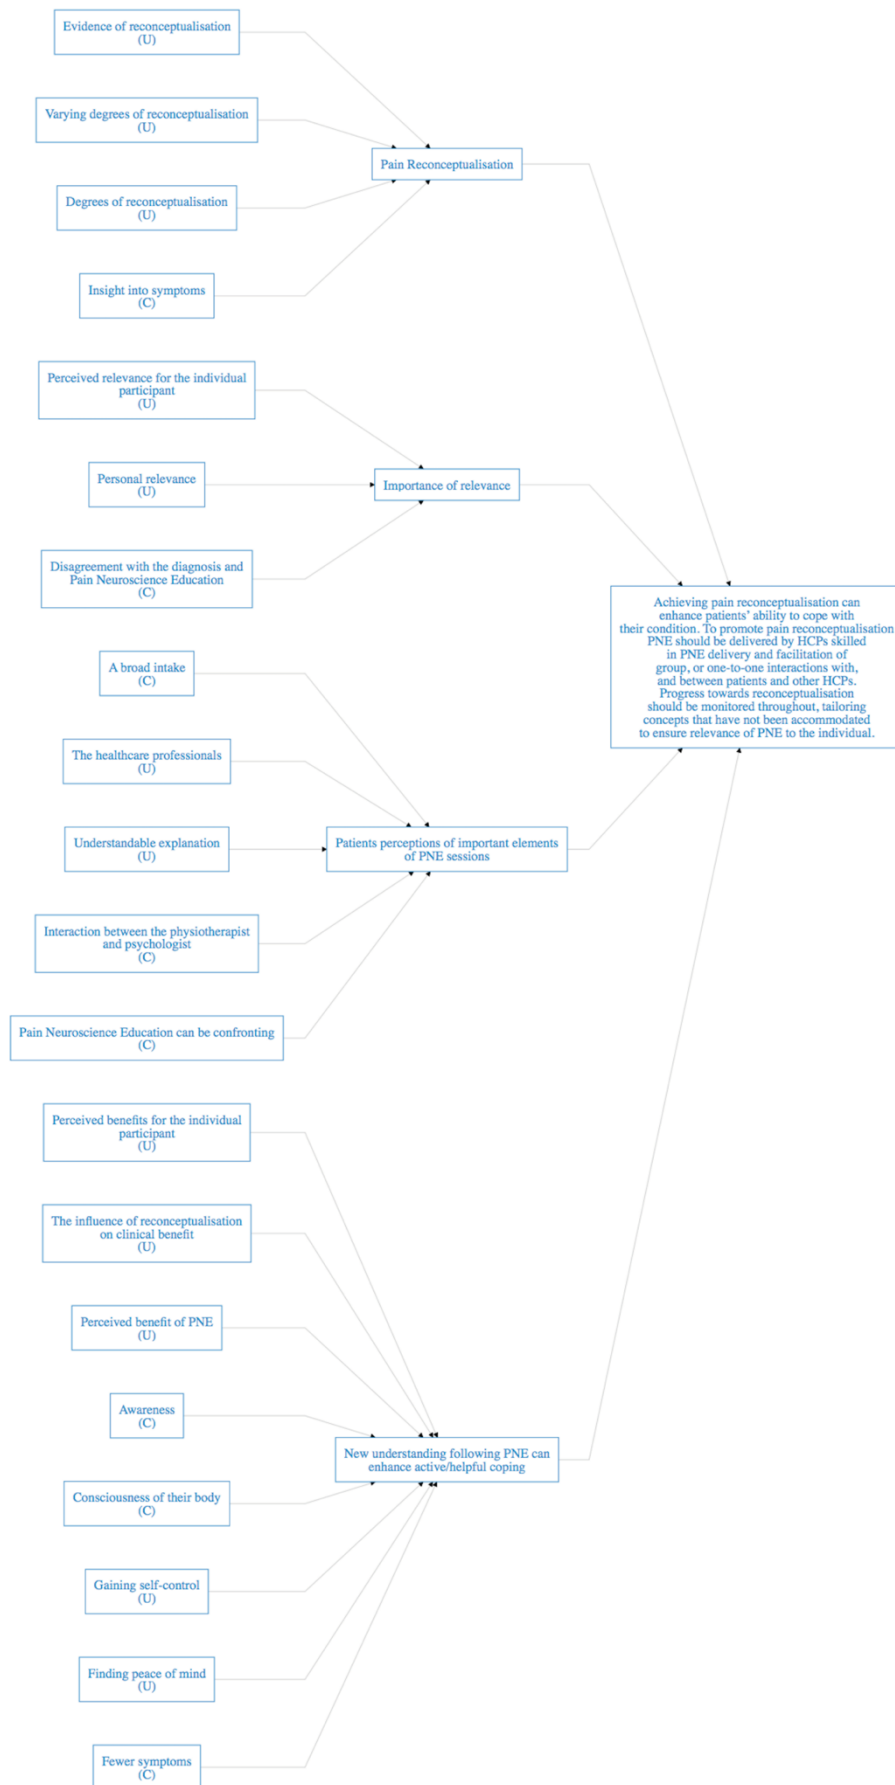 Evidence of reconceptualisation
(U)
Varying degrees of reconceptualisation
(U)
Pain Reconceptualisation
Degrees of reconceptualisation
(U)
Insight into symptoms
(C)
Perceived relevance for the individual
participant
(U)
Personal relevance
(U)
Importance of relevance
Disagreement with the diagnosis and
Pain Neuroscience Education
(C)
Achieving pain reconceptualisation can
enhance patients' ability to cope with
their condition. To promote pain reconceptualisation
PNE should be delivered by HCPs skilled
in PNE delivery and facilitation of
group, or one-to-one interactions with,
and between patients and other HCPs.
Progress towards reconceptualisation
should be monitored throughout, tailoring
concepts that have not been accommodated
to ensure relevance of PNE to the individual.
A broad intake
(C)
The healthcare professionals
(U)
Understandable explanation
(U)
Patients perceptions of important elements
of PNE sessions
Interaction between the physiotherapist
and psychologist
(C)
Pain Neuroscience Education can be confronting
(C)
Perceived benefits for the individual
participant
(U)
The influence of reconceptualisation
on clinical benefit
(U)
Perceived benefit of PNE
(U)
Awareness
(C)
New understanding following PNE can
enhance active/helpful coping
Consciousness of their body
(C)
Gaining self-control
(U)
Finding peace of mind
(U)
Fewer symptoms
(C)